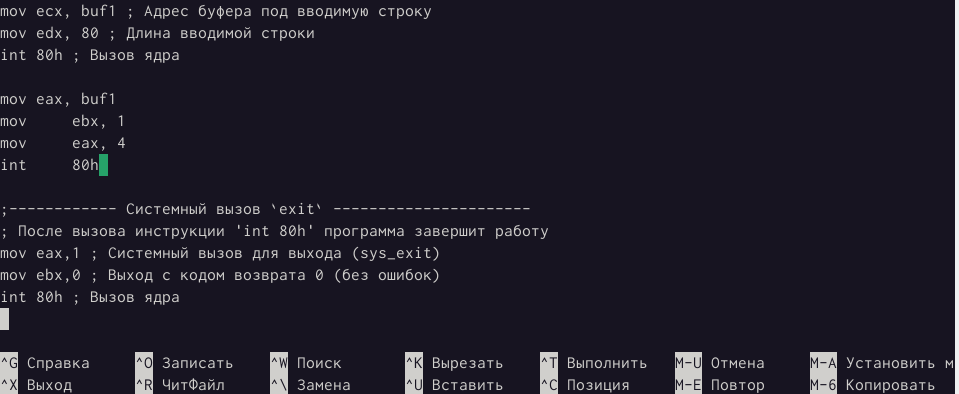 mov ecx, buf1 ; Адрес буфера под вводимую строку
mov edx, 80 ; Длина вводимой строки
int 80h ; Вызов ядра
mov eax, buf1
mov     ebx, 1
mov     eax, 4
int     80h
;------------ Системный вызов `exit` ----------------------
; После вызова инструкции 'int 80h' программа завершит работу
mov eax,1 ; Системный вызов для выхода (sys_exit)
mov ebx,0 ; Выход с кодом возврата 0 (без ошибок)
int 80h ; Вызов ядра
^G Справка ^O Записать ^W Поиск ^K Вырезать ^T Выполнить M-U Отмена M-A Установить м
^X Выход ^R ЧитФайл ^\ Замена ^U Вставить ^C Позиция M-E Повтор M-6 Копировать